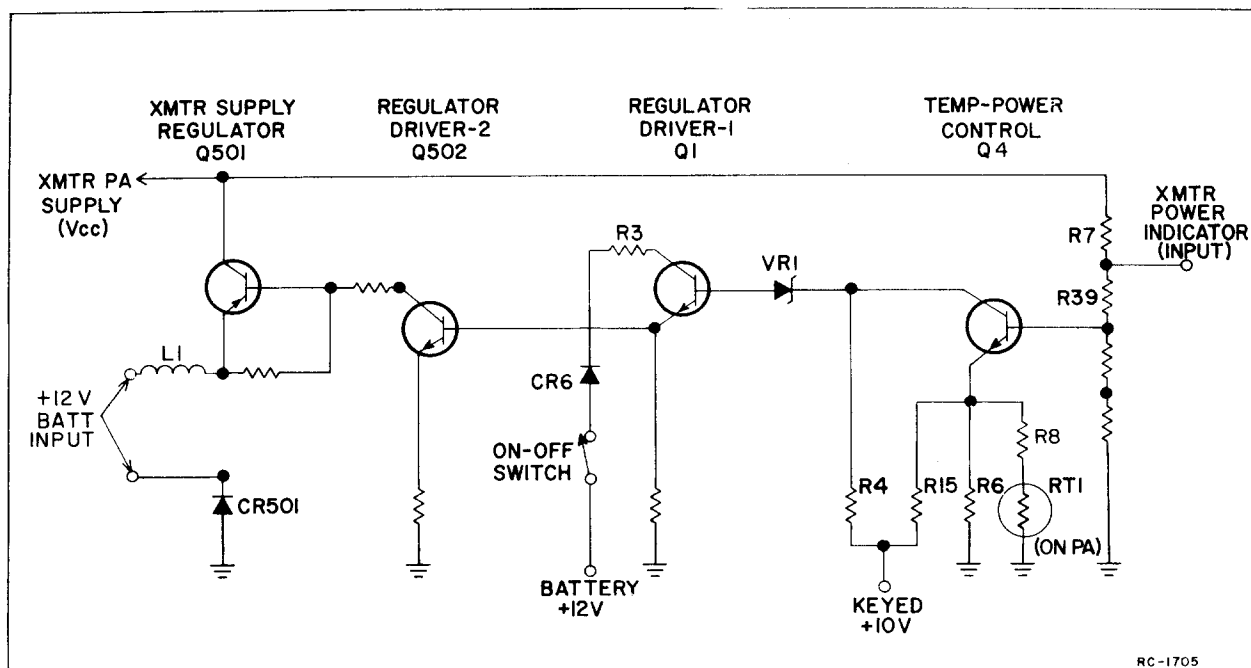 XMTR SUPPLY
REGULATOR
Q501
REGULATOR
DRIVER-2
Q502
REGULATOR
DRIVER-1
Q1
TEMP-POWER
CONTROL
Q4
XMTR PA
SUPPLY
(Vcc)
XMTR
POWER
INDICATOR
(INPUT)
R7
R3
VR1
R39
L1
+12V
BATT
INPUT
CR6
ON-OFF
SWITCH
CR501
R8
R4
R15
R6
RT1
(ON PA)
BATTERY
+12V
KEYED
+10V
RC-1705